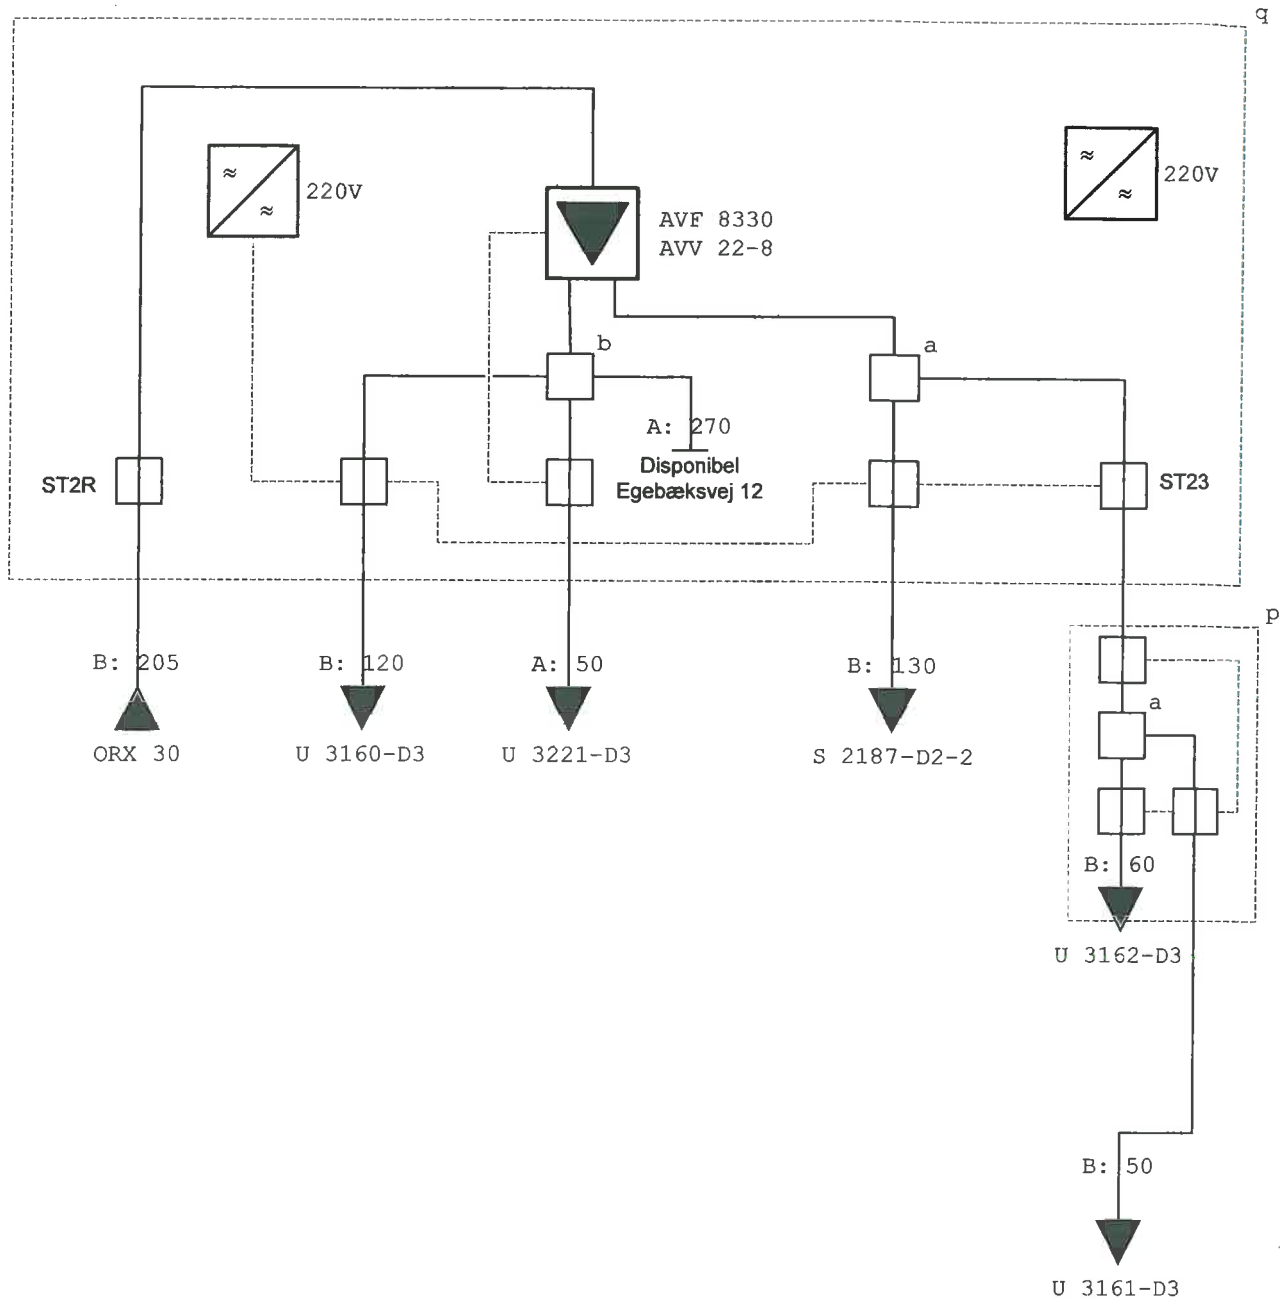 q
220V
220V
AVF 8330
AVV 22-8
b
a
A: 270
Disponibel
Egebæksvej 12
ST2R
ST23
p
B: 205
B: 120
A: 50
B: 130
a
ORX 30
U 3160-D3
U 3221-D3
S 2187-D2-2
B: 60
U 3162-D3
B: 50
U 3161-D3